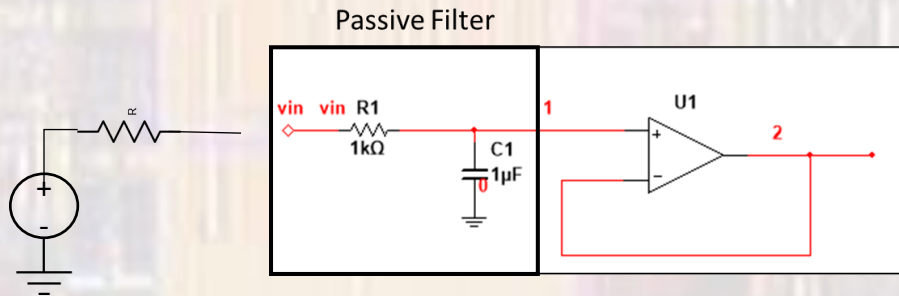 Passive Filter
R
vin vin R1
1kΩ
C1
1µF
0
1
U1
2
+
-
+
−